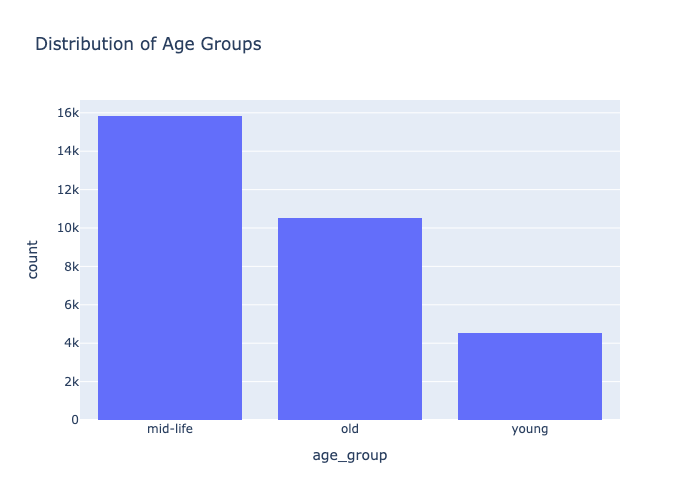 Distribution of Age Groups
16k
14k
12k
10k
8k
6k
4k
2k
0
count
mid-life
old
young
age_group